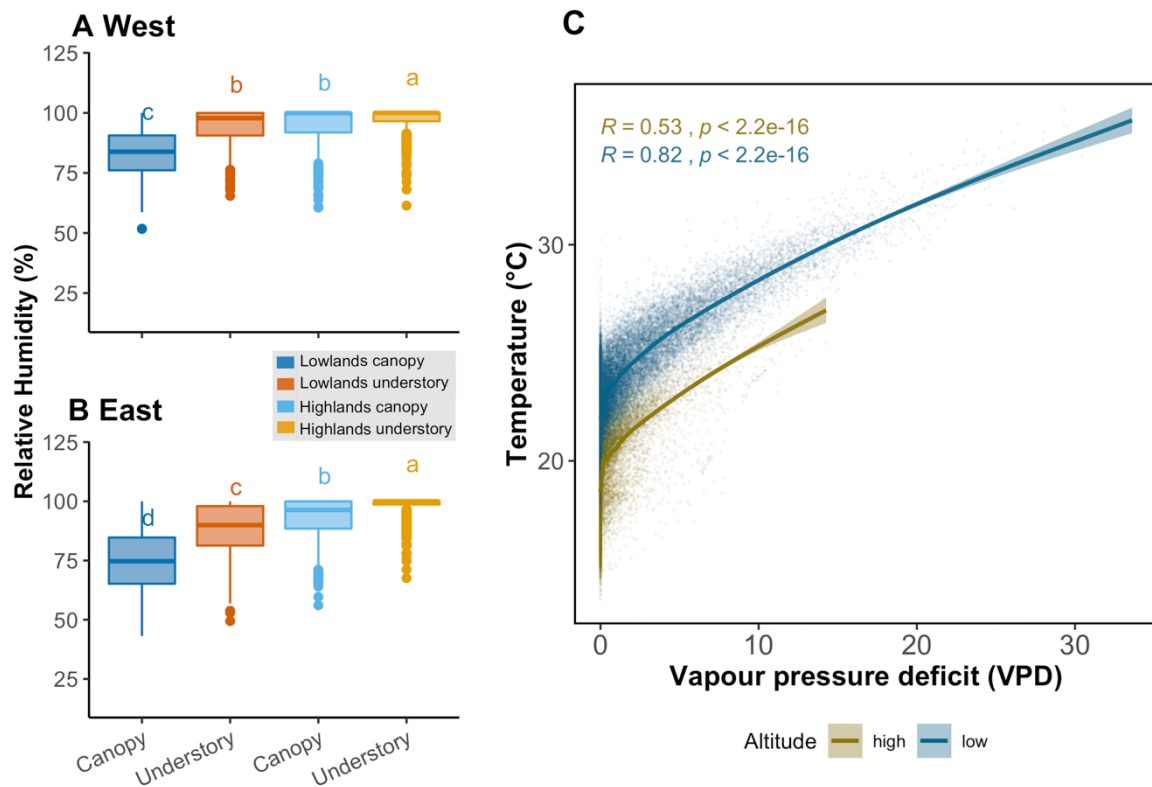 A West
125
100
75
50
25
c
b
b
a
Relative Humidity (%)
Lowlands canopy
Lowlands understory
Highlands canopy
Highlands understory
B East
125
100
75
50
25
d
c
b
a
Canopy
Understory
Canopy
Understory
C
R = 0.53 , p < 2.2e-16
R = 0.82 , p < 2.2e-16
Temperature (°C)
30
20
0
10
20
30
Vapour pressure deficit (VPD)
Altitude high low